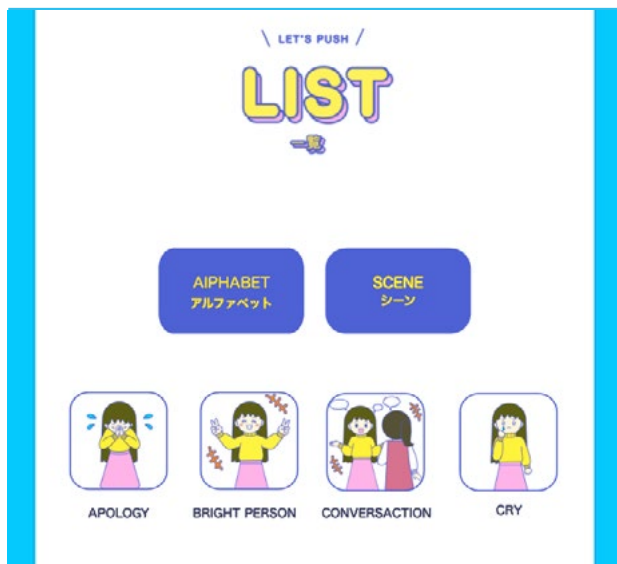 \ LET'S PUSH /
LIST
一覧
AIPHABET
アルファベット
SCENE
シーン
APOLOGY
BRIGHT PERSON
CONVERSACTION
CRY